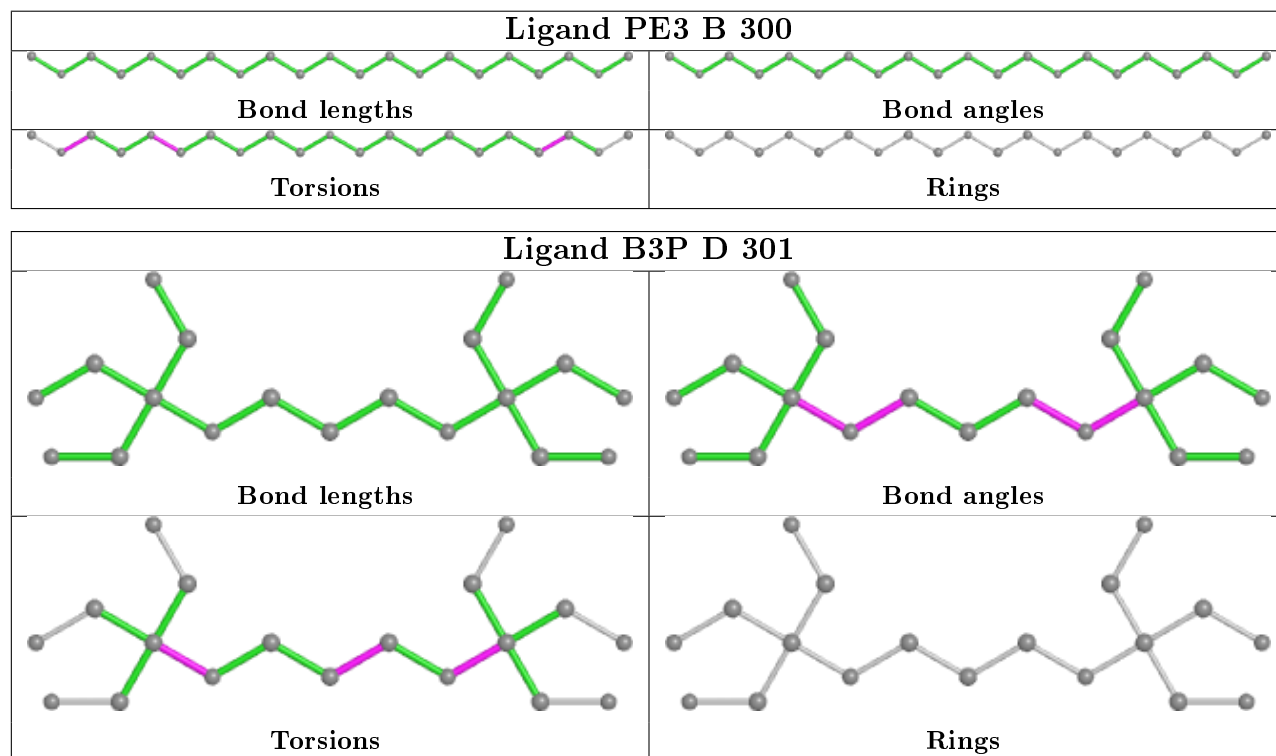 Ligand PE3 B 300
Bond lengths
Bond angles
Torsions
Rings
Ligand B3P D 301
Bond lengths
Bond angles
Torsions
Rings